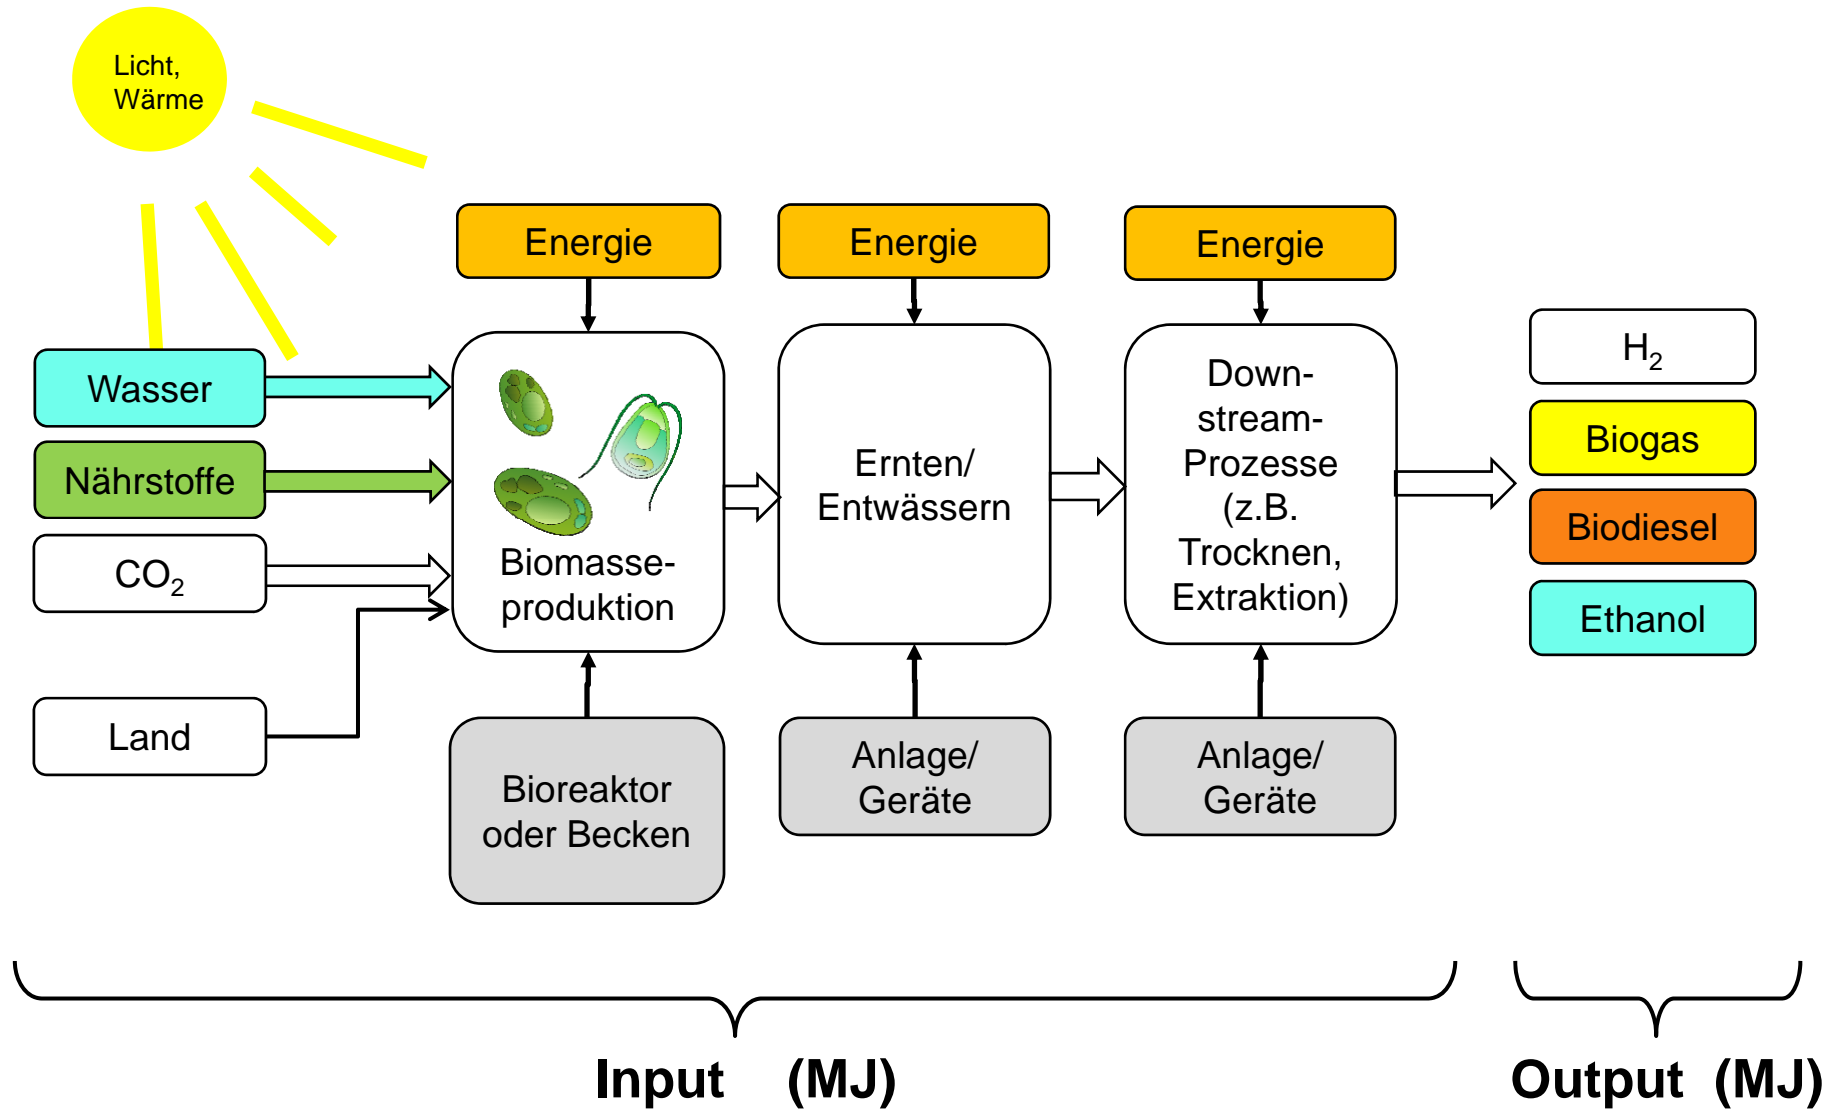 Licht,
Wärme
Energie
Energie
Energie
Wasser
Nährstoffe
CO₂
Land
Biomasse-
produktion
Ernten/
Entwässern
Down-
stream-
Prozesse
(z.B.
Trocknen,
Extraktion)
H₂
Biogas
Biodiesel
Ethanol
Bioreaktor
oder Becken
Anlage/
Geräte
Anlage/
Geräte
Input (MJ)
Output (MJ)